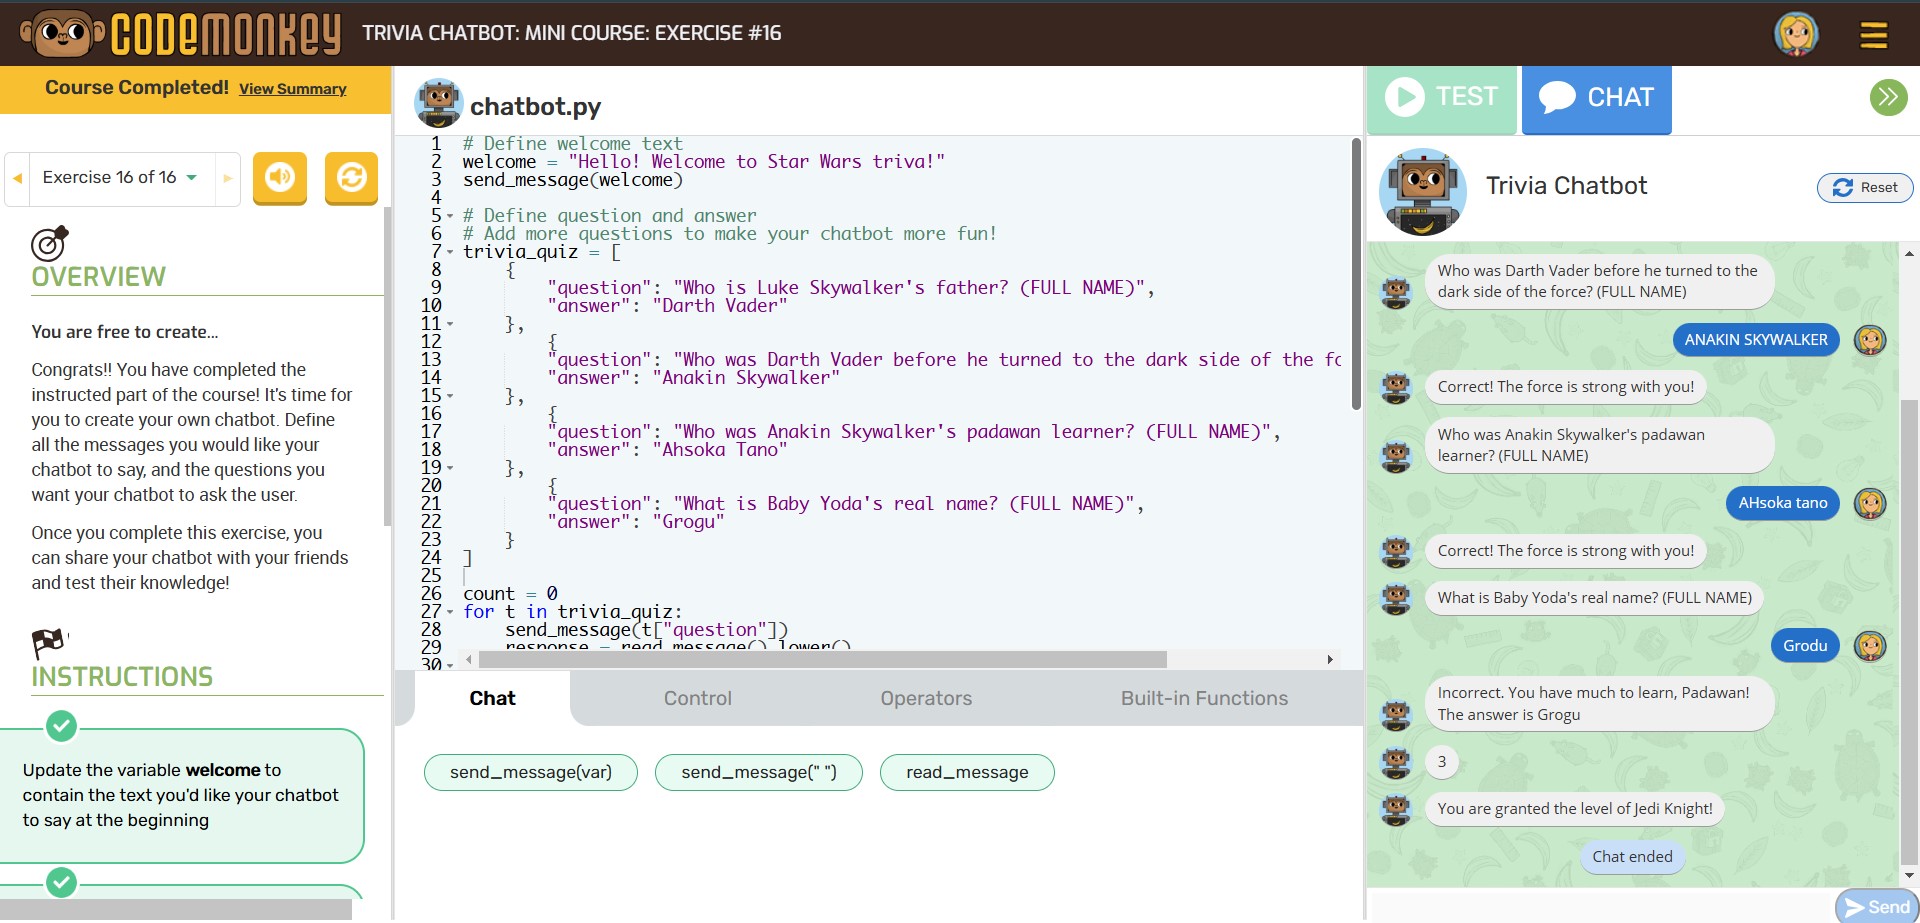 CODEMONKEY
TRIVIA CHATBOT: MINI COURSE: EXERCISE #16
Course Completed! View Summary
Exercise 16 of 16
OVERVIEW
You are free to create...
Congrats!! You have completed the
instructed part of the course! It's time for
you to create your own chatbot. Define
all the messages you would like your
chatbot to say, and the questions you
want your chatbot to ask the user.
Once you complete this exercise, you
can share your chatbot with your friends
and test their knowledge!
INSTRUCTIONS
Update the variable welcome to
contain the text you'd like your chatbot
to say at the beginning
chatbot.py
1 # Define welcome text
2 welcome = "Hello! Welcome to Star Wars triva!"
3 send_message(welcome)
4
5 # Define question and answer
6 # Add more questions to make your chatbot more fun!
7 trivia_quiz = [
8 {
9 "question": "Who is Luke Skywalker's father? (FULL NAME)",
10 "answer": "Darth Vader"
11 },
12 {
13 "question": "Who was Darth Vader before he turned to the dark side of the fo
14 "answer": "Anakin Skywalker"
15 },
16 {
17 "question": "Who was Anakin Skywalker's padawan learner? (FULL NAME)",
18 "answer": "Ahsoka Tano"
19 },
20 {
21 "question": "What is Baby Yoda's real name? (FULL NAME)",
22 "answer": "Grogu"
23 }
24 ]
25
26 count = 0
27 for t in trivia_quiz:
28 send_message(t["question"])
29 response = read_message().lower()
30
Chat Control Operators Built-in Functions
send_message(var) send_message(" ") read_message
TEST CHAT
Trivia Chatbot
Reset
Who was Darth Vader before he turned to the
dark side of the force? (FULL NAME)
ANAKIN SKYWALKER
Correct! The force is strong with you!
Who was Anakin Skywalker's padawan
learner? (FULL NAME)
AHsoka tano
Correct! The force is strong with you!
What is Baby Yoda's real name? (FULL NAME)
Grodu
Incorrect. You have much to learn, Padawan!
The answer is Grogu
3
You are granted the level of Jedi Knight!
Chat ended
Send